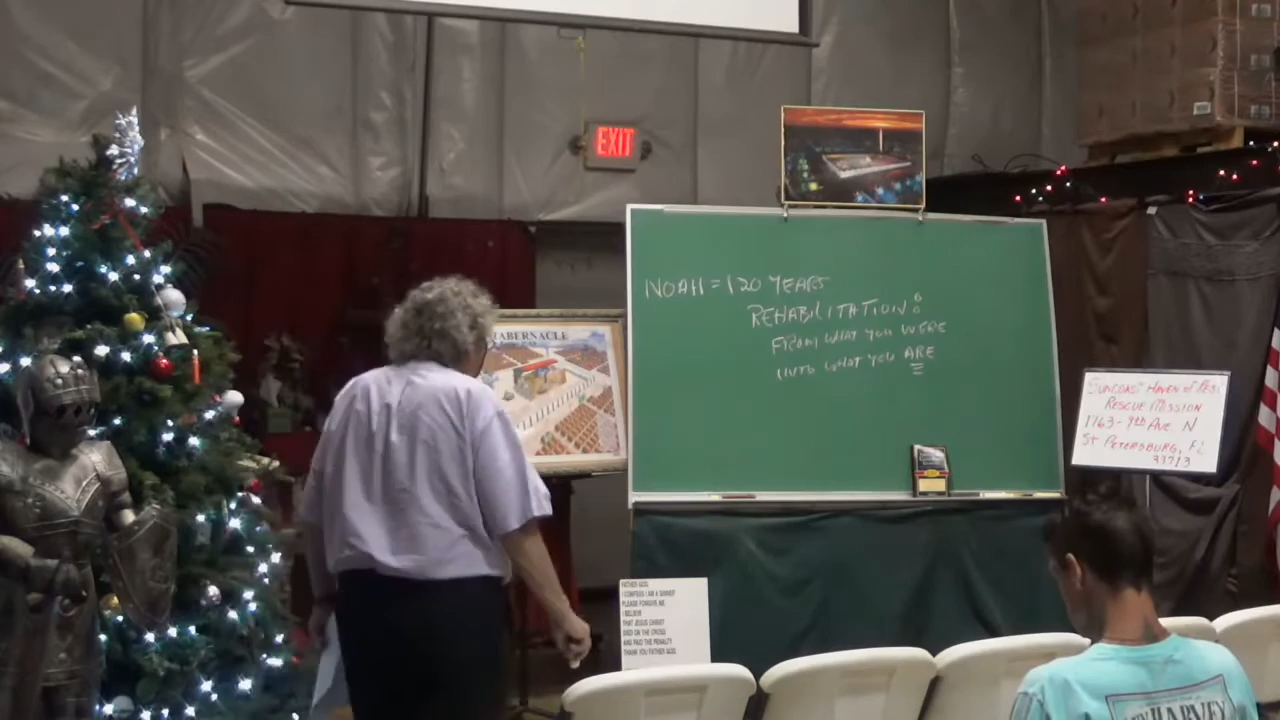 EXIT
TABERNACLE
NOAH = 120 YEARS
REHABILITATION:
FROM WHAT YOU WERE
INTO WHAT YOU ARE
SUNCOAST HAVEN of REST
RESCUE MISSION
1763-9th AVE N
ST PETERSBURG, FL
33713
FATHER GOD,
I CONFESS I AM A SINNER
PLEASE FORGIVE ME
I BELIEVE
THAT JESUS CHRIST
DIED ON THE CROSS
AND PAID THE PENALTY
THANK YOU FATHER GOD.
HARVEY